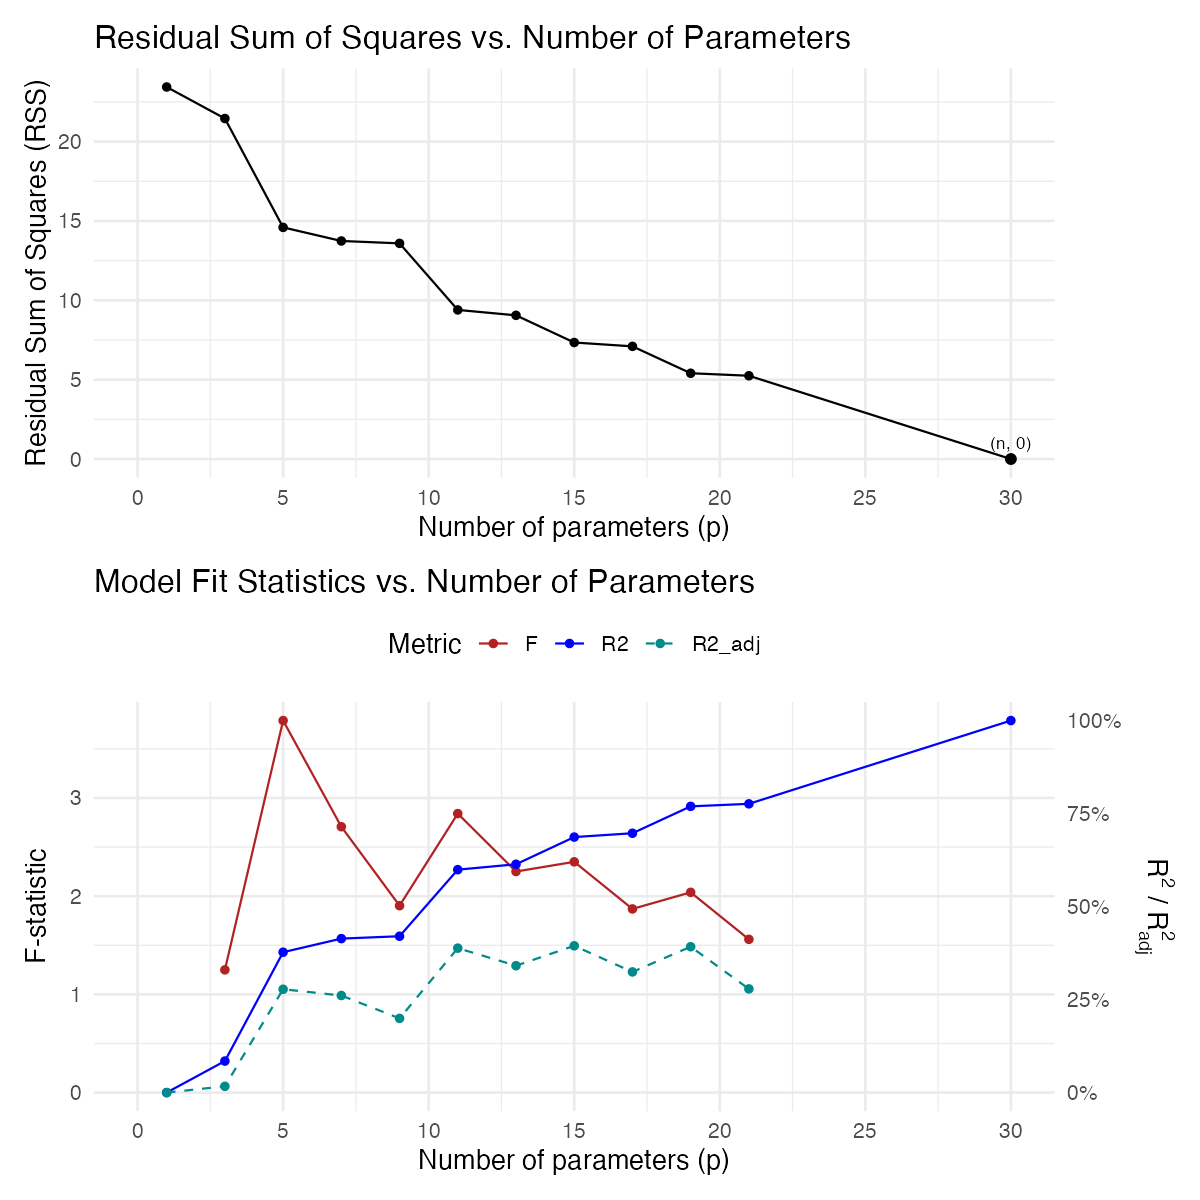 Residual Sum of Squares vs. Number of Parameters
Residual Sum of Squares (RSS)
20
15
10
5
0
(n, 0)
0 5 10 15 20 25 30
Number of parameters (p)
Model Fit Statistics vs. Number of Parameters
Metric F R2 R2_adj
F-statistic
3
2
1
0
100%
75%
50%
25%
0%
R² / R²adj
0 5 10 15 20 25 30
Number of parameters (p)